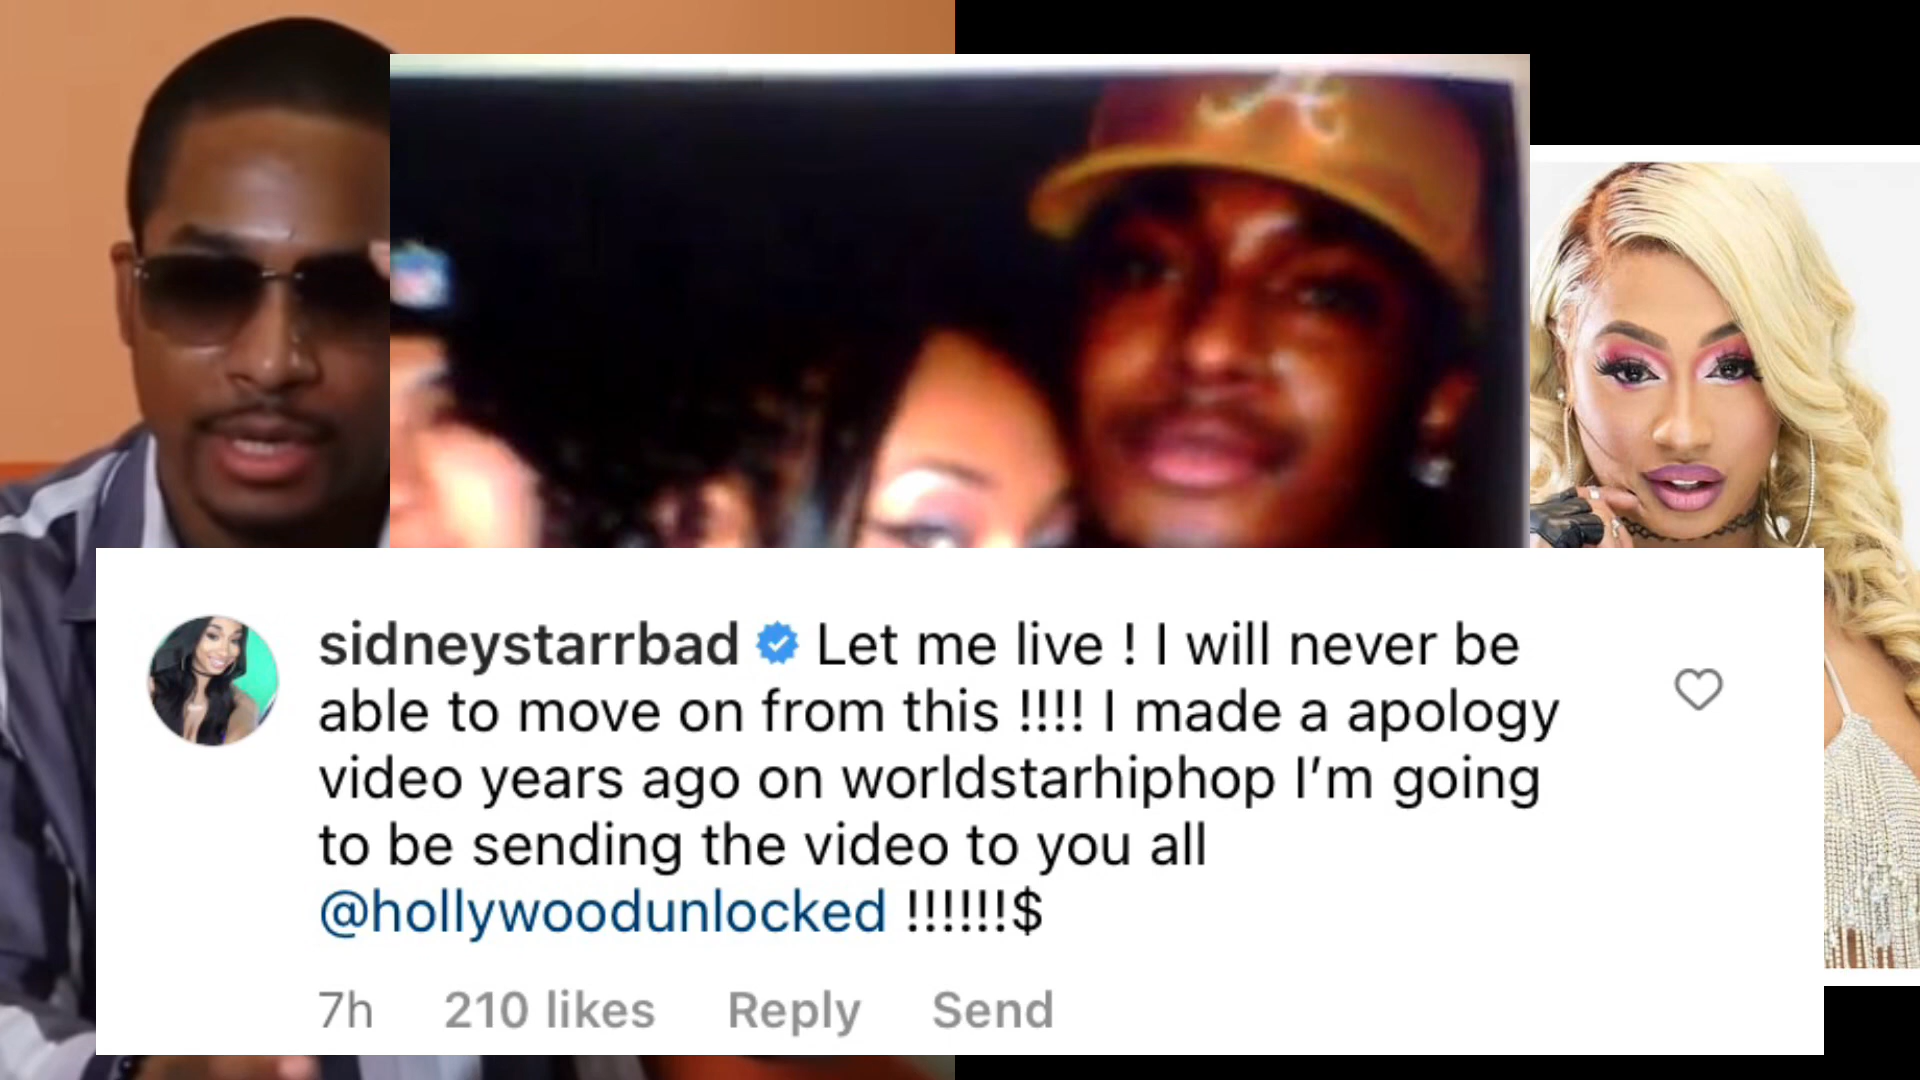 A
sidneystarrbad Let me live ! I will never be
able to move on from this !!!! I made a apology
video years ago on worldstarhiphop I’m going
to be sending the video to you all
@hollywoodunlocked !!!!!!$
7h 210 likes Reply Send